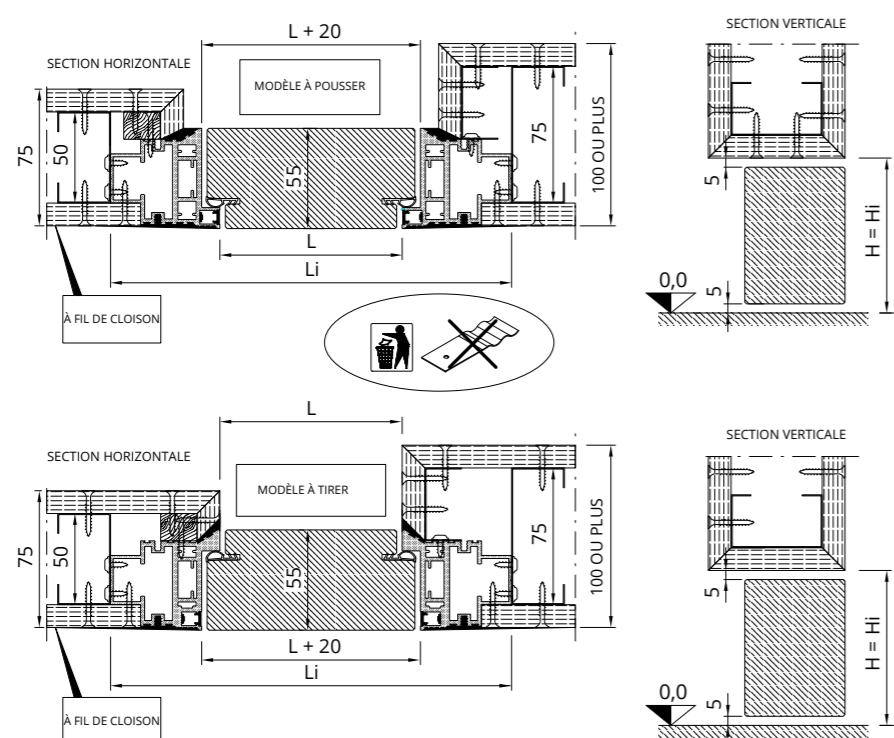 L + 20
SECTION VERTICALE
SECTION HORIZONTALE
MODÈLE À POUSSER
75
50
55
75
100 OU PLUS
5
H = Hi
L
Li
5
0,0
À FIL DE CLOISON
L
SECTION VERTICALE
SECTION HORIZONTALE
MODÈLE À TIRER
75
50
55
75
100 OU PLUS
5
H = Hi
L + 20
Li
5
0,0
À FIL DE CLOISON